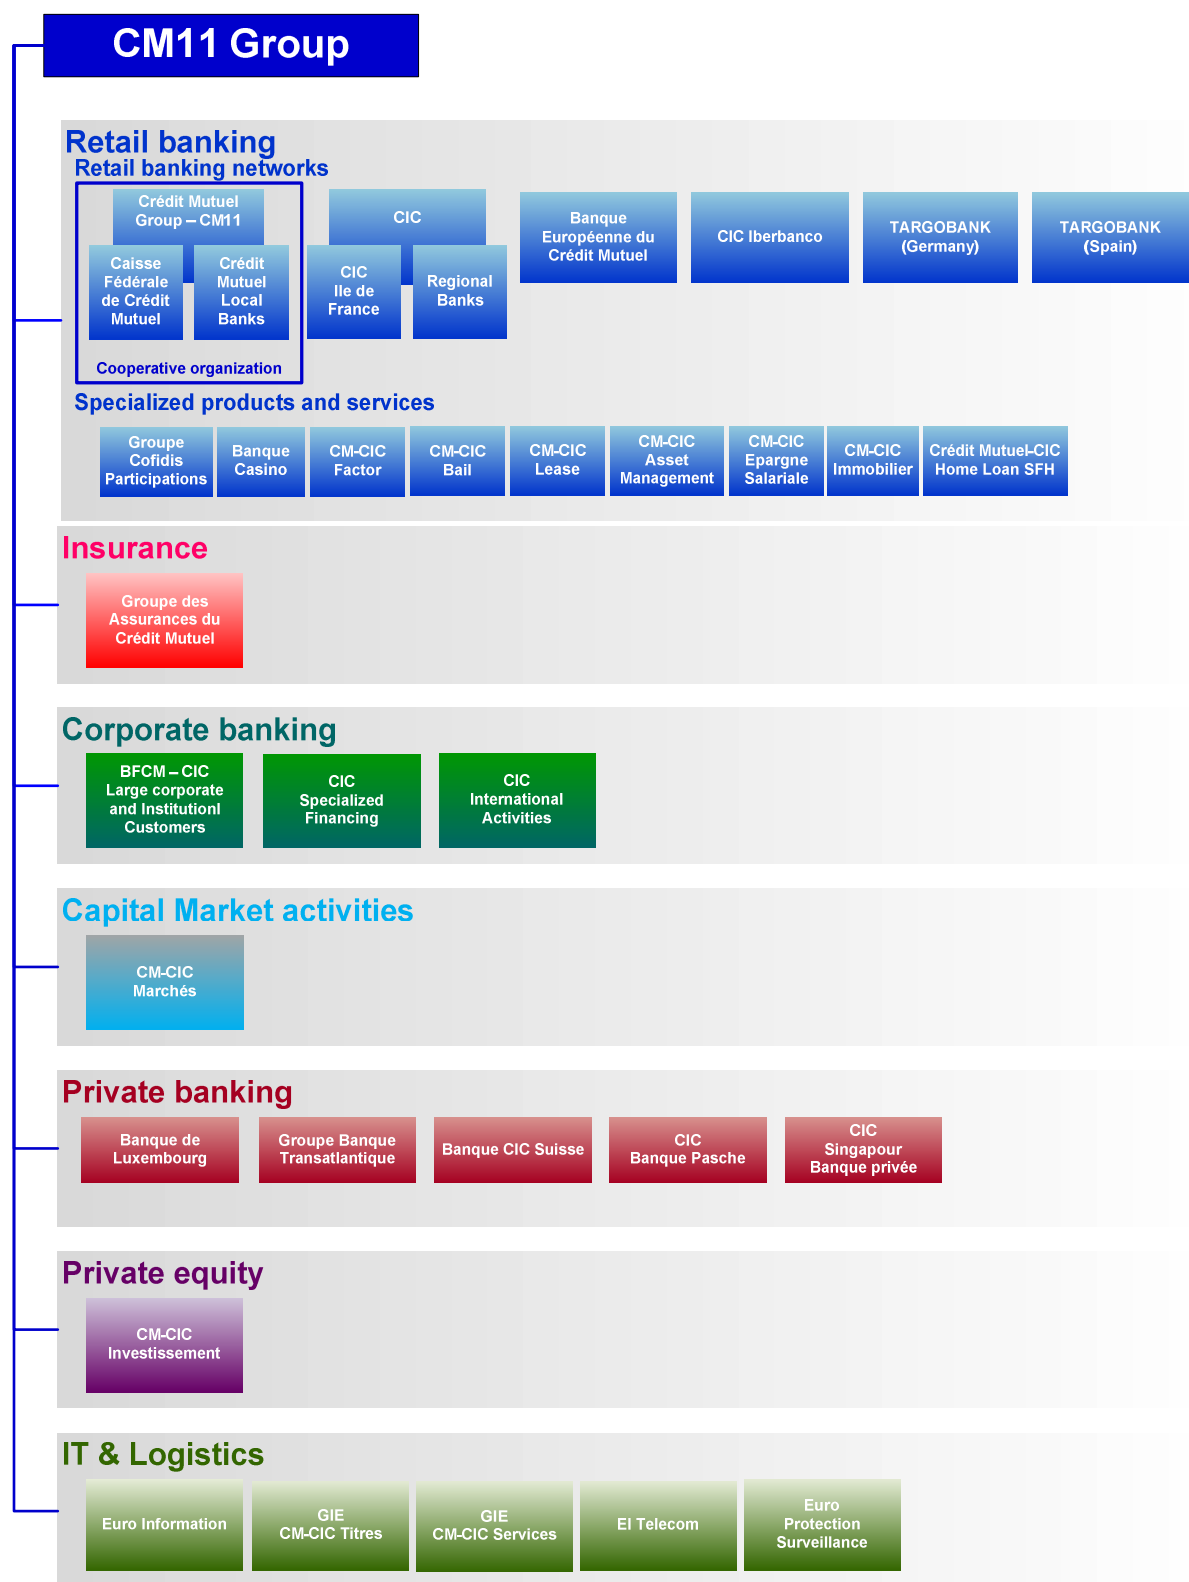 CM11 Group
Retail banking
Retail banking networks
Crédit Mutuel
Group – CM11
Caisse
Fédérale
de Crédit
Mutuel
Crédit
Mutuel
Local
Banks
Cooperative organization
CIC
CIC
Ile de
France
Regional
Banks
Banque
Européenne du
Crédit Mutuel
CIC Iberbanco
TARGOBANK
(Germany)
TARGOBANK
(Spain)
Specialized products and services
Groupe
Cofidis
Participations
Banque
Casino
CM-CIC
Factor
CM-CIC
Bail
CM-CIC
Lease
CM-CIC
Asset
Management
CM-CIC
Epargne
Salariale
CM-CIC
Immobilier
Crédit Mutuel-CIC
Home Loan SFH
Insurance
Groupe des
Assurances du
Crédit Mutuel
Corporate banking
BFCM – CIC
Large corporate
and Institutionl
Customers
CIC
Specialized
Financing
CIC
International
Activities
Capital Market activities
CM-CIC
Marchés
Private banking
Banque de
Luxembourg
Groupe Banque
Transatlantique
Banque CIC Suisse
CIC
Banque Pasche
CIC
Singapour
Banque privée
Private equity
CM-CIC
Investissement
IT & Logistics
Euro Information
GIE
CM-CIC Titres
GIE
CM-CIC Services
EI Telecom
Euro
Protection
Surveillance